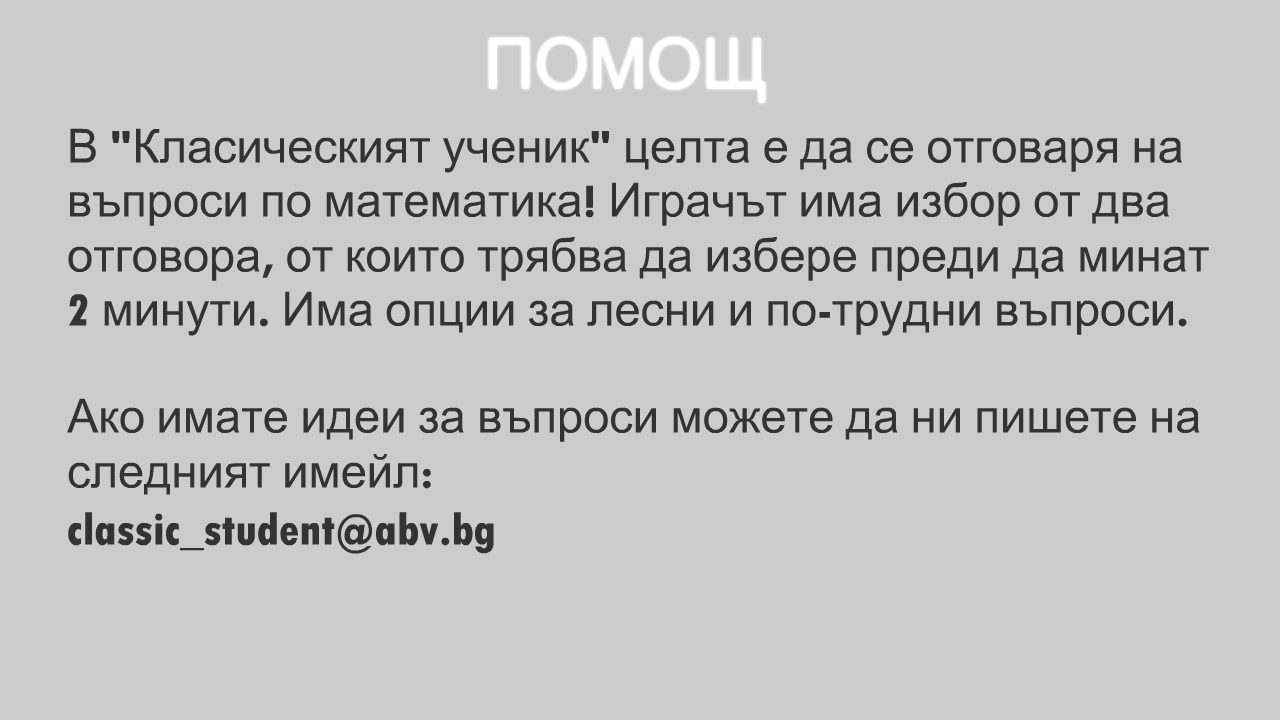 ПОМОЩ
В "Класическият ученик" целта е да се отговаря на
въпроси по математика! Играчът има избор от два
отговора, от които трябва да избере преди да минат
2 минути. Има опции за лесни и по-трудни въпроси.
Ако имате идеи за въпроси можете да ни пишете на
следният имейл:
classic_student@abv.bg